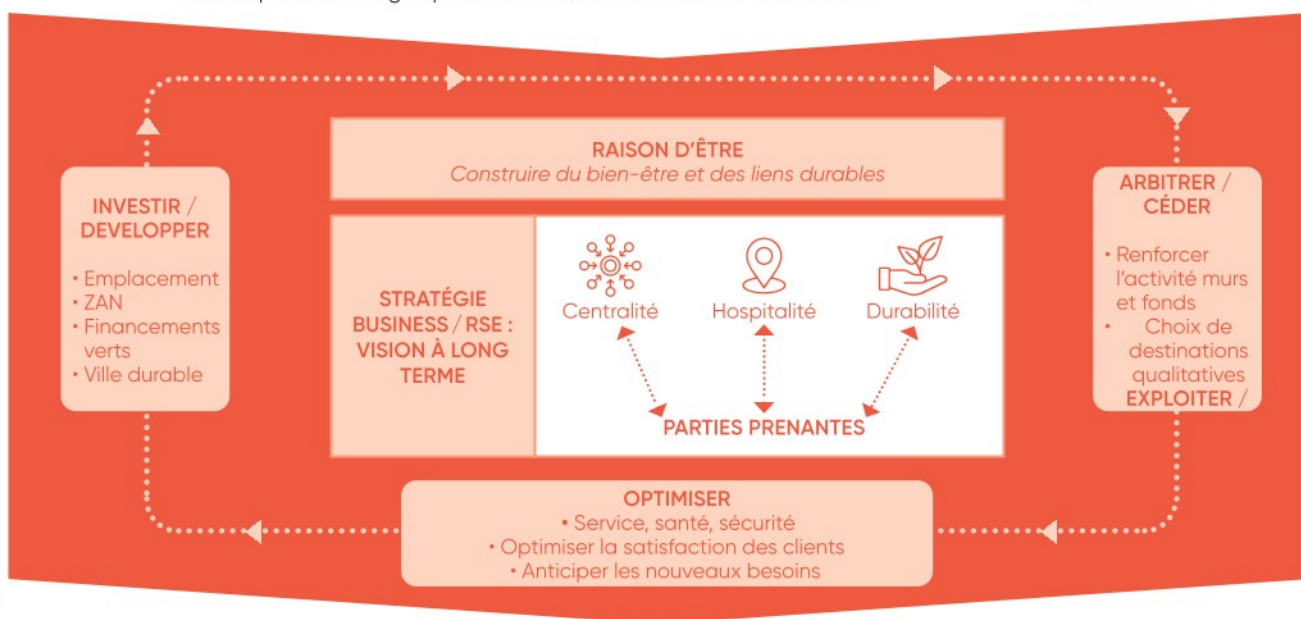 RAISON D'ÊTRE
Construire du bien-être et des liens durables
INVESTIR /
DEVELOPPER
• Emplacement
• ZAN
• Financements
verts
• Ville durable
STRATÉGIE
BUSINESS / RSE :
VISION À LONG
TERME
Centralité
Hospitalité
Durabilité
PARTIES PRENANTES
ARBITRER /
CÉDER
• Renforcer
l'activité murs
et fonds
• Choix de
destinations
qualitatives
EXPLOITER /
OPTIMISER
• Service, santé, sécurité
• Optimiser la satisfaction des clients
• Anticiper les nouveaux besoins